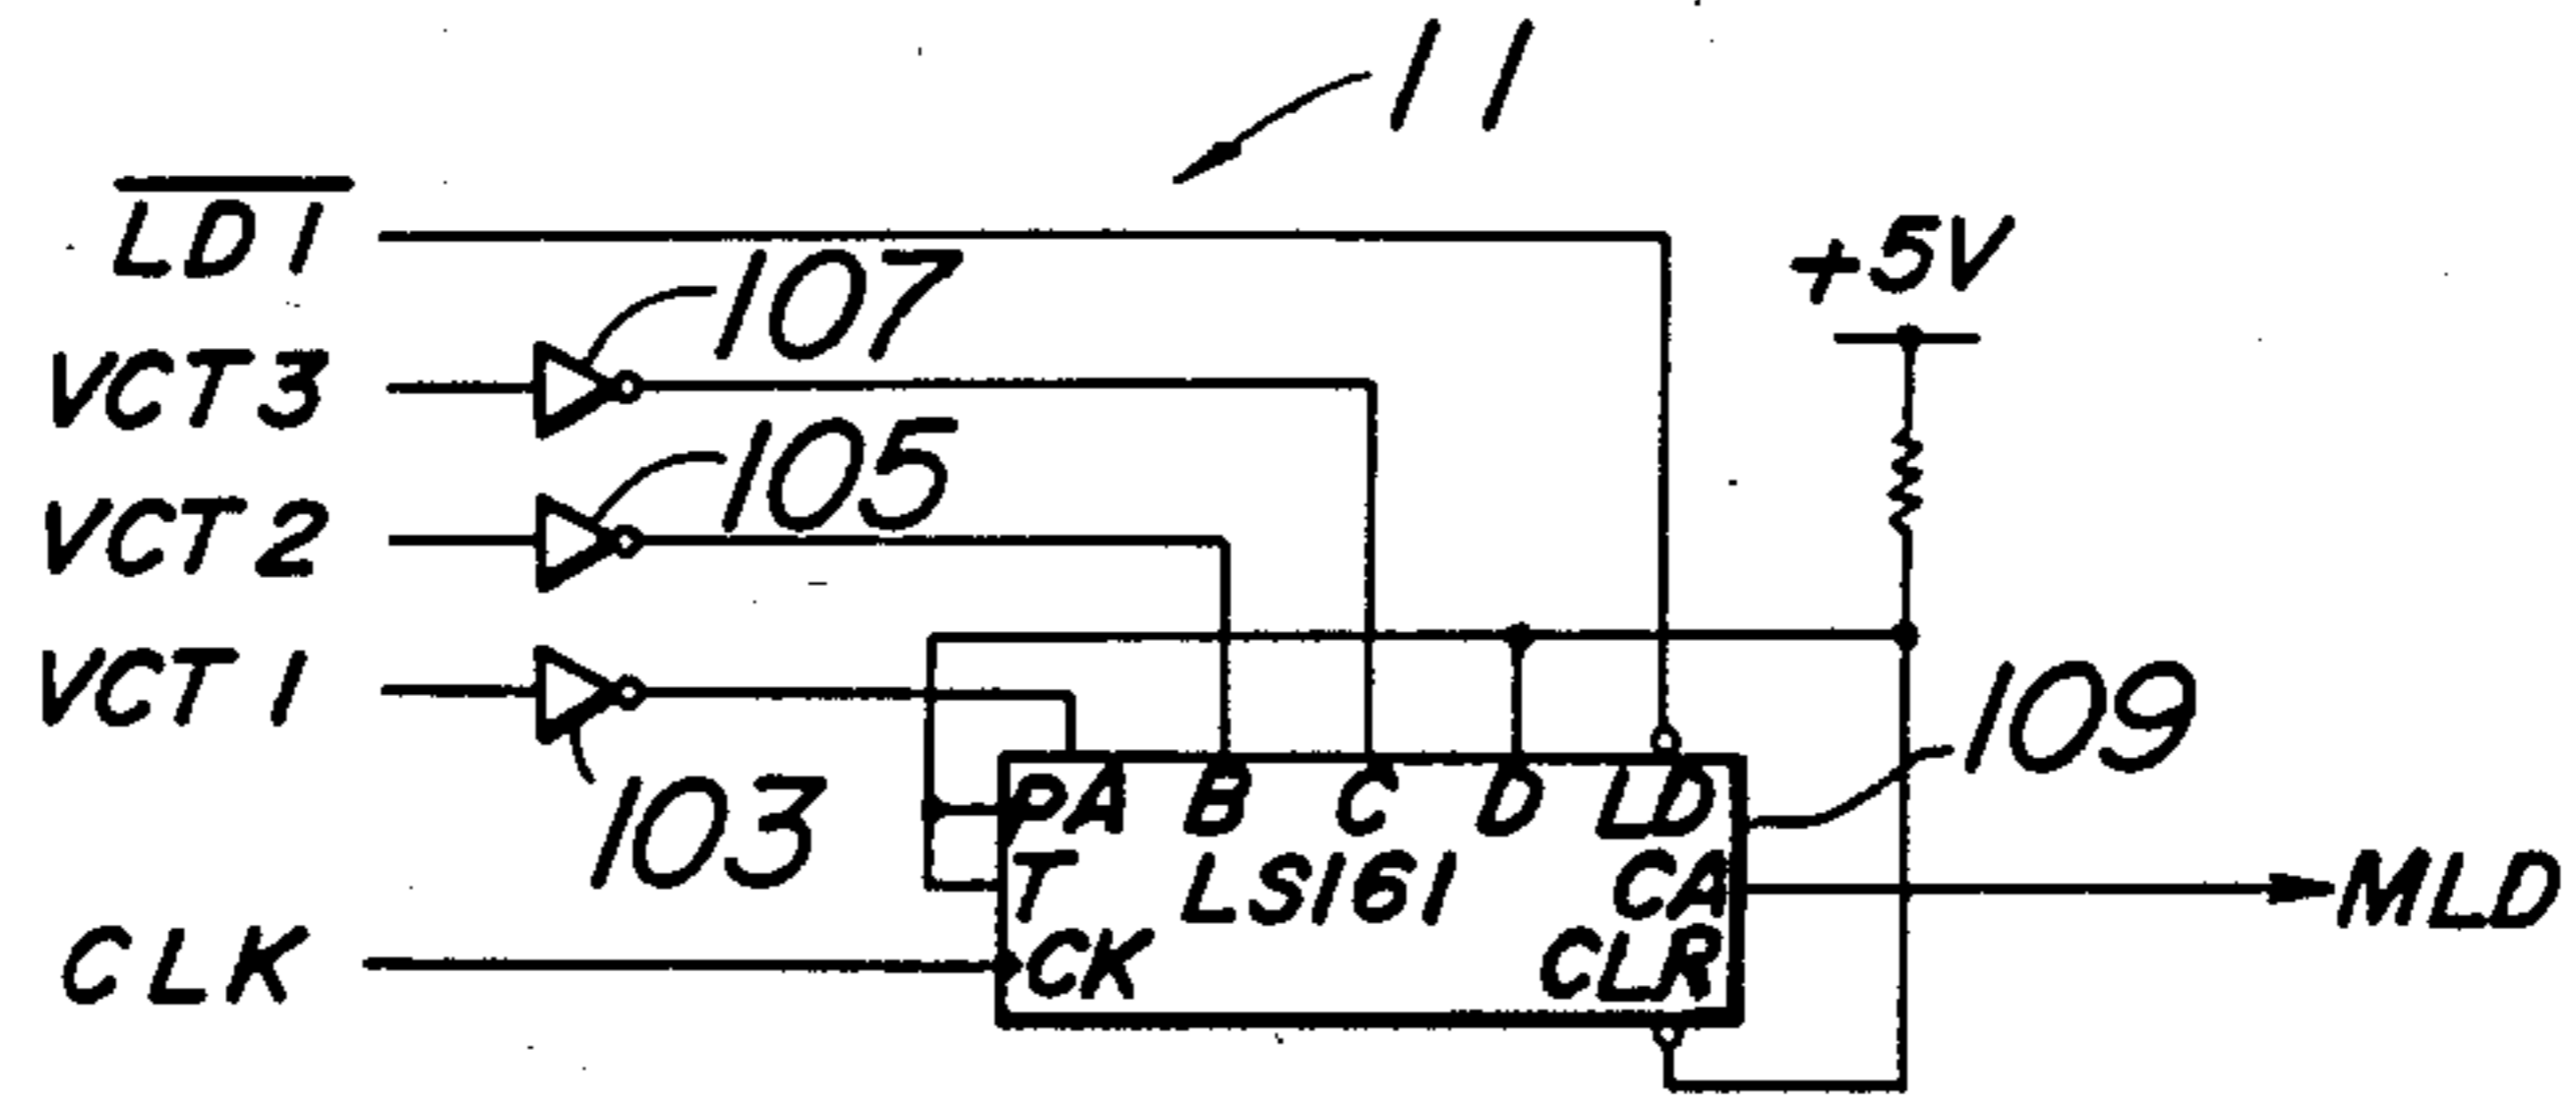 11
LD1
+5V
107
VCT3
105
VCT2
VCT1
109
103
PA B C D LD
T LS161 CA
MLD
CLK
CK CLR